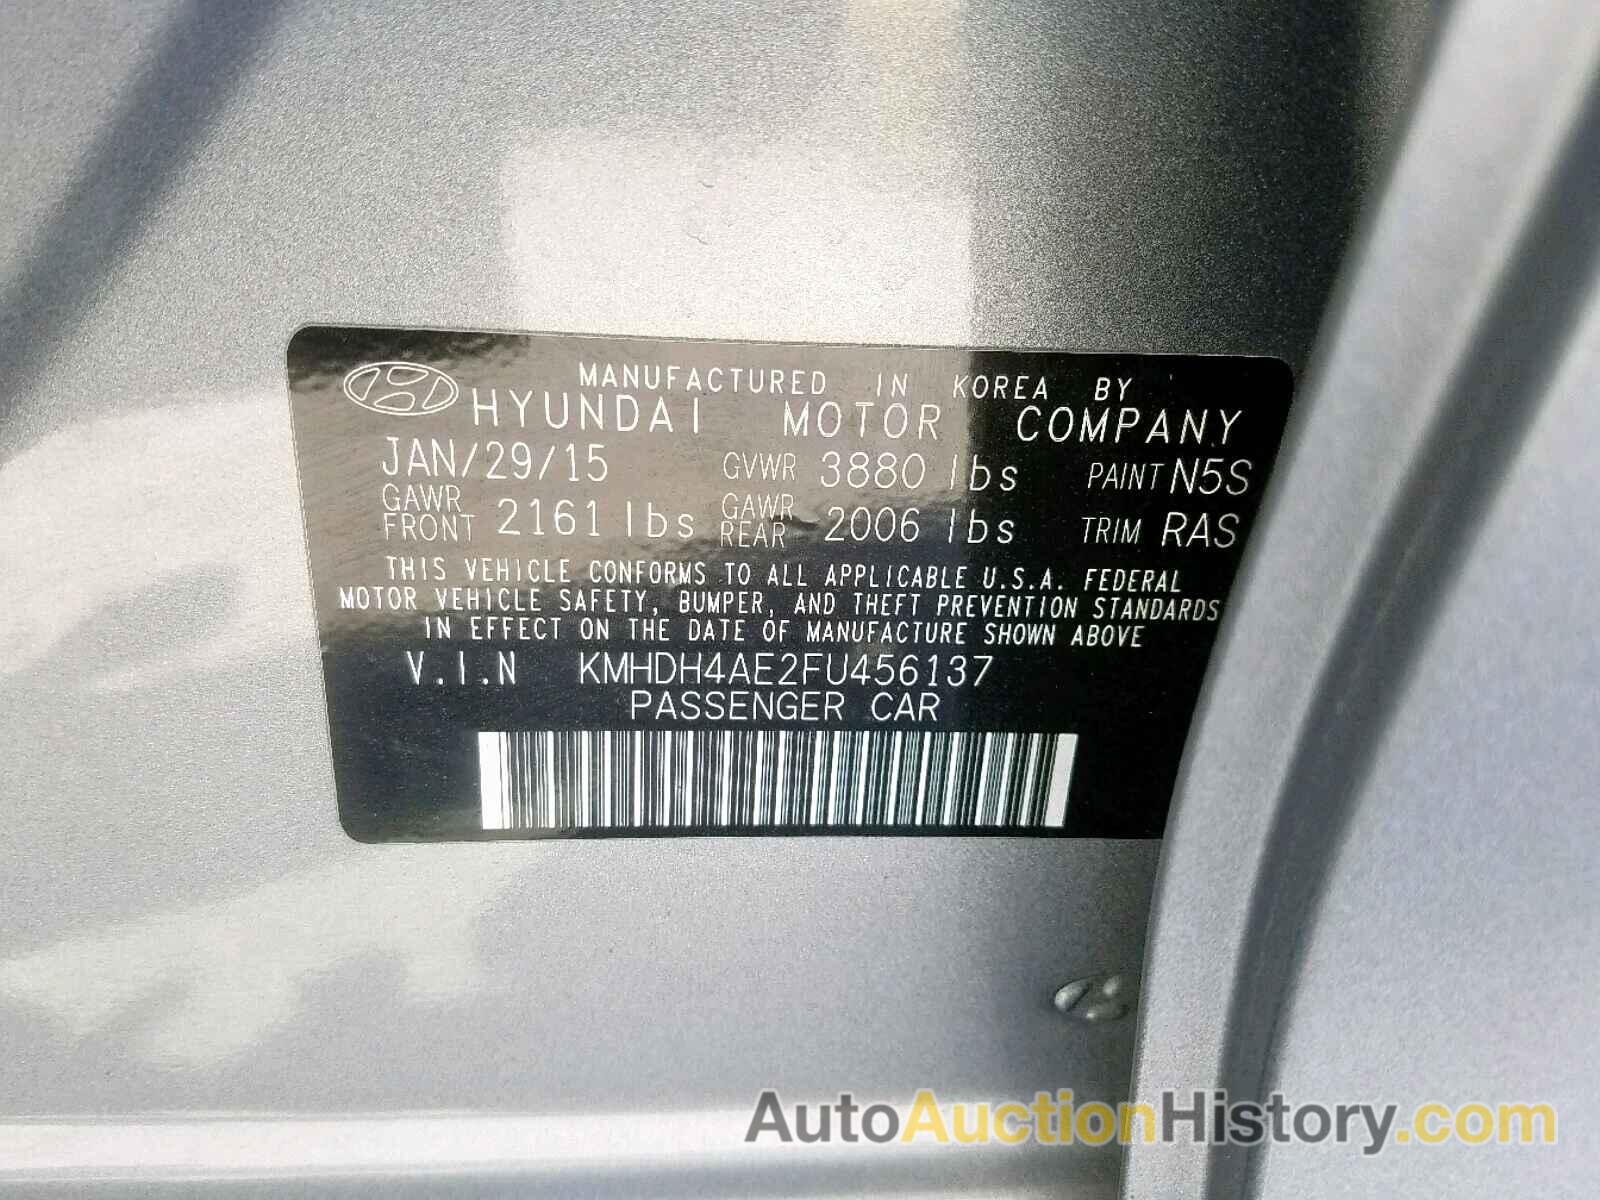 MANUFACTURED IN KOREA BY
HYUNDAI MOTOR COMPANY
JAN/29/15 GVWR 3880 lbs PAINT N5S
GAWR FRONT 2161 lbs GAWR REAR 2006 lbs TRIM RAS
THIS VEHICLE CONFORMS TO ALL APPLICABLE U.S.A. FEDERAL
MOTOR VEHICLE SAFETY, BUMPER, AND THEFT PREVENTION STANDARDS
IN EFFECT ON THE DATE OF MANUFACTURE SHOWN ABOVE
V.I.N KMHDH4AE2FU456137
PASSENGER CAR
AutoAuctionHistory.com